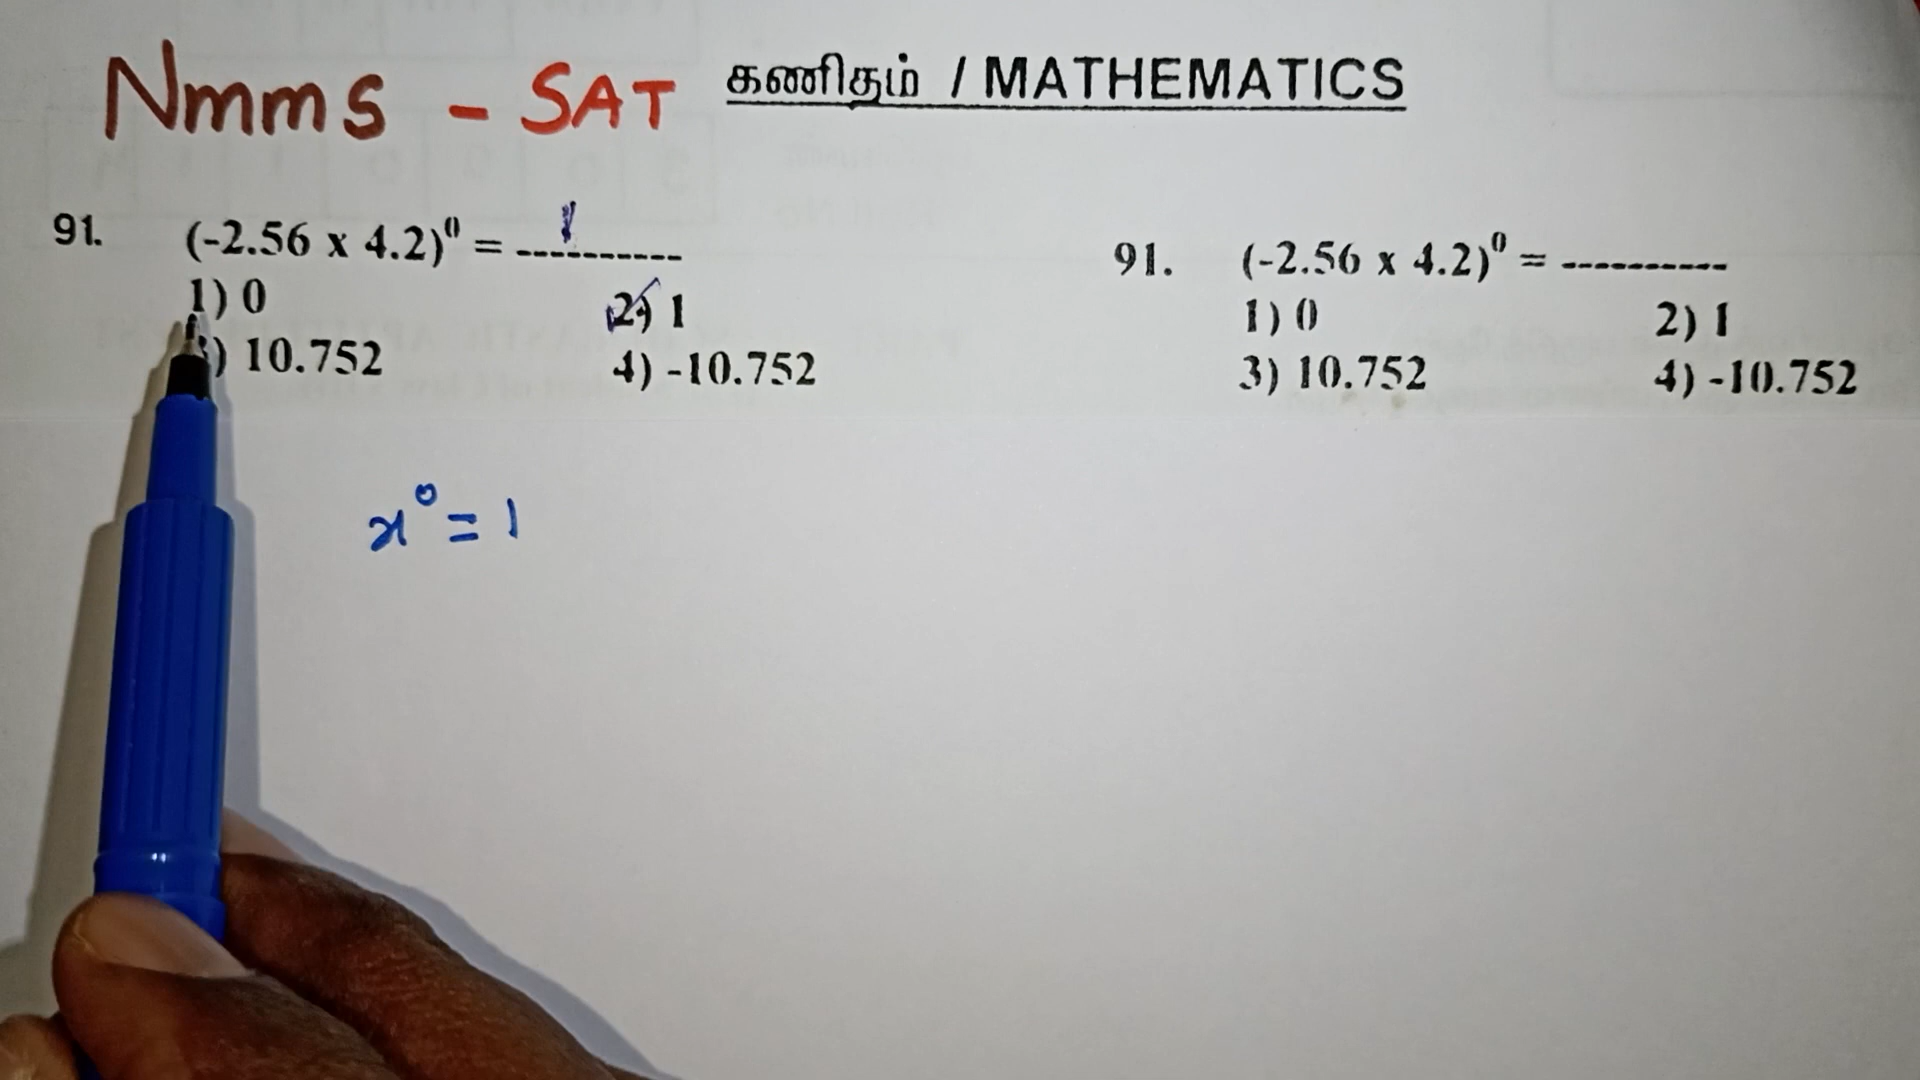 Nmms - SAT கணிதம் / MATHEMATICS
91. (-2.56 x 4.2)⁰ = ---------- 1
1) 0 2) 1
3) 10.752 4) -10.752
91. (-2.56 x 4.2)⁰ = ----------
1) 0 2) 1
3) 10.752 4) -10.752
x⁰ = 1